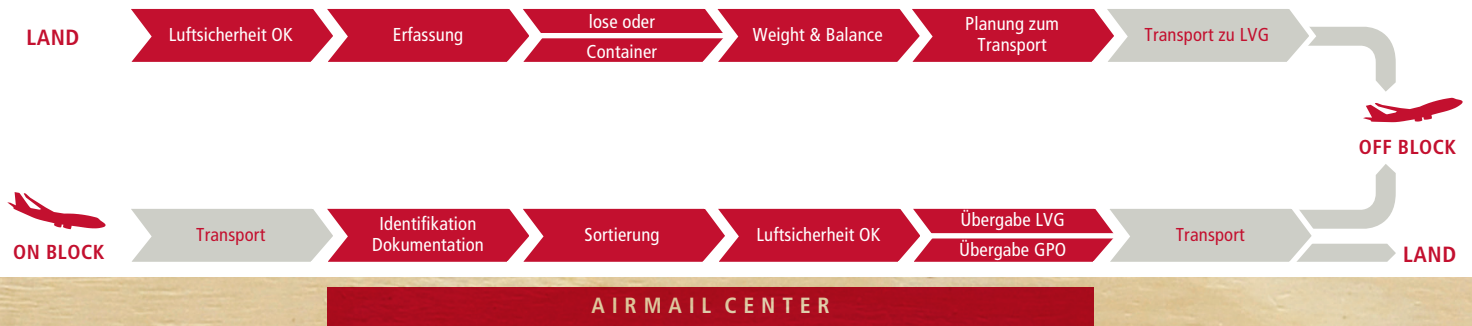 LAND
Luftsicherheit OK
Erfassung
lose oder
Container
Weight & Balance
Planung zum
Transport
Transport zu LVG
OFF BLOCK
ON BLOCK
Transport
Identifikation
Dokumentation
Sortierung
Luftsicherheit OK
Übergabe LVG
Übergabe GPO
Transport
LAND
AIRMAIL CENTER